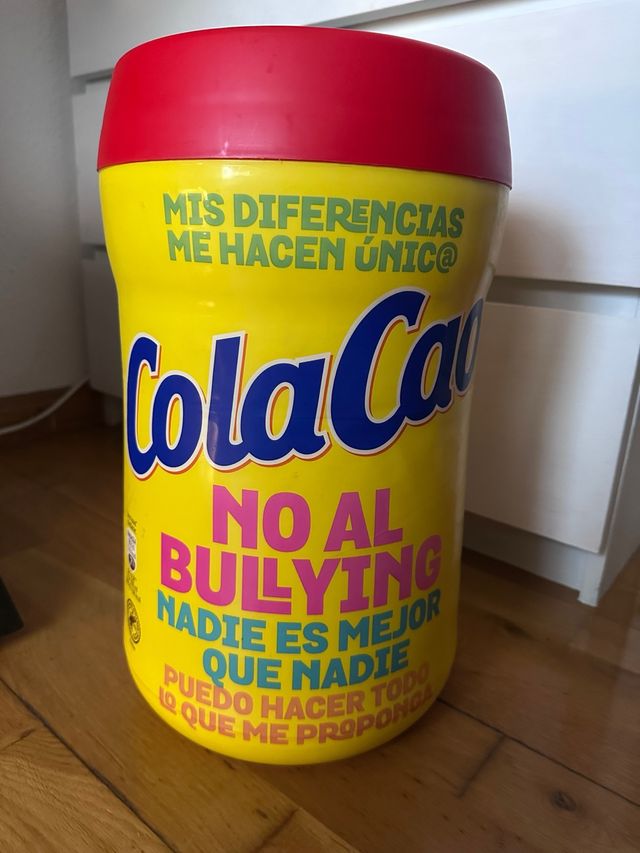 MIS DIFERENCIAS
ME HACEN ÚNIC@
ColaCao
NO AL
BULLYING
NADIE ES MEJOR
QUE NADIE
PUEDO HACER TODO
LO QUE ME PROPONGA